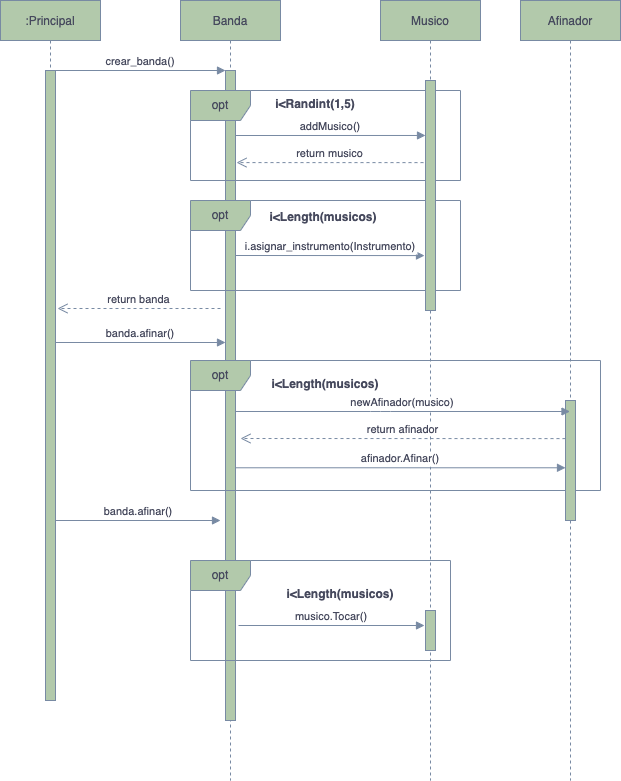 :Principal
Banda
Musico
Afinador
crear_banda()
opt
i<Randint(1,5)
addMusico()
return musico
opt
i<Length(musicos)
i.asignar_instrumento(Instrumento)
return banda
banda.afinar()
opt
i<Length(musicos)
newAfinador(musico)
return afinador
afinador.Afinar()
banda.afinar()
opt
i<Length(musicos)
musico.Tocar()